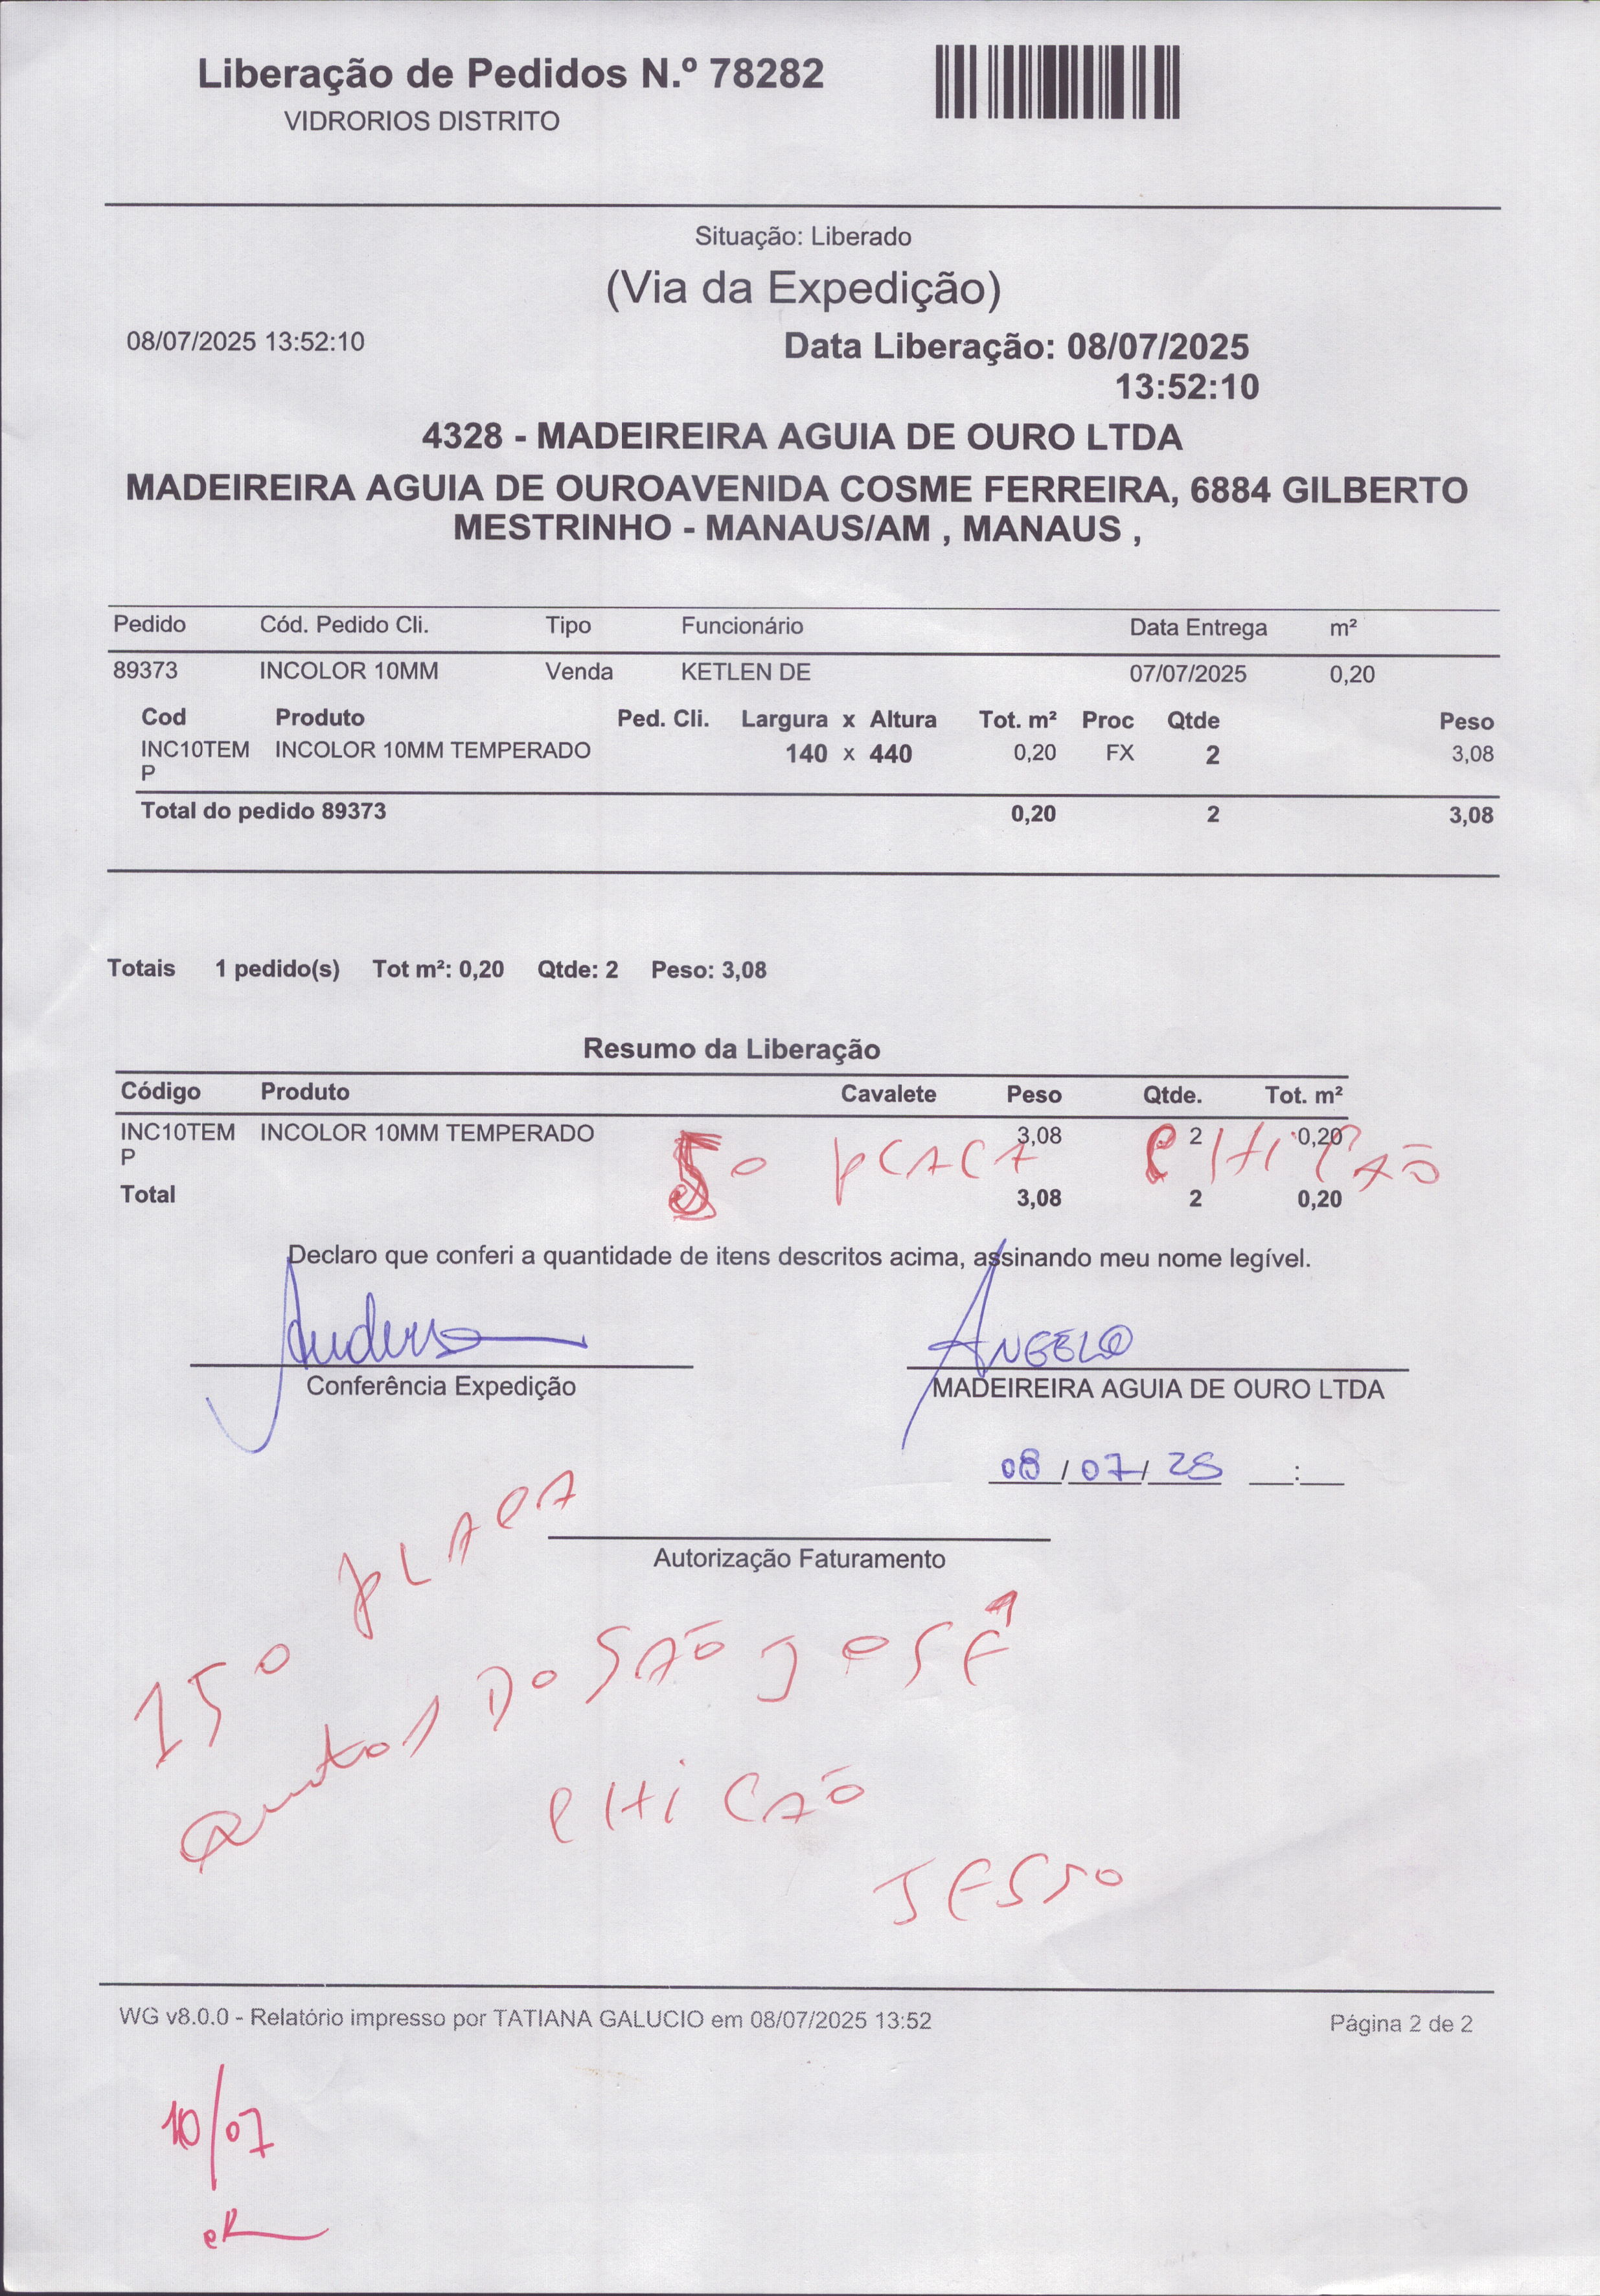 Liberação de Pedidos N.º 78282
VIDRORIOS DISTRITO
Situação: Liberado
(Via da Expedição)
08/07/2025 13:52:10
Data Liberação: 08/07/2025
13:52:10
4328 - MADEIREIRA AGUIA DE OURO LTDA
MADEIREIRA AGUIA DE OUROAVENIDA COSME FERREIRA, 6884 GILBERTO
MESTRINHO - MANAUS/AM , MANAUS ,
Pedido Cód. Pedido Cli. Tipo Funcionário Data Entrega m²
89373 INCOLOR 10MM Venda KETLEN DE 07/07/2025 0,20
Cod Produto Ped. Cli. Largura x Altura Tot. m² Proc Qtde Peso
INC10TEM INCOLOR 10MM TEMPERADO 140 x 440 0,20 FX 2 3,08
P
Total do pedido 89373 0,20 2 3,08
Totais 1 pedido(s) Tot m²: 0,20 Qtde: 2 Peso: 3,08
Resumo da Liberação
Código Produto Cavalete Peso Qtde. Tot. m²
INC10TEM INCOLOR 10MM TEMPERADO 3,08 2 0,20
P
Total 3,08 2 0,20
Declaro que conferi a quantidade de itens descritos acima, assinando meu nome legível.
Anderson
ANGELO
Conferência Expedição
MADEIREIRA AGUIA DE OURO LTDA
08/07/25 __:__
Autorização Faturamento
150 PLACA
DO SÃO JOSÉ
CHICÃO
JESSO
WG v8.0.0 - Relatório impresso por TATIANA GALUCIO em 08/07/2025 13:52
Página 2 de 2
10/07